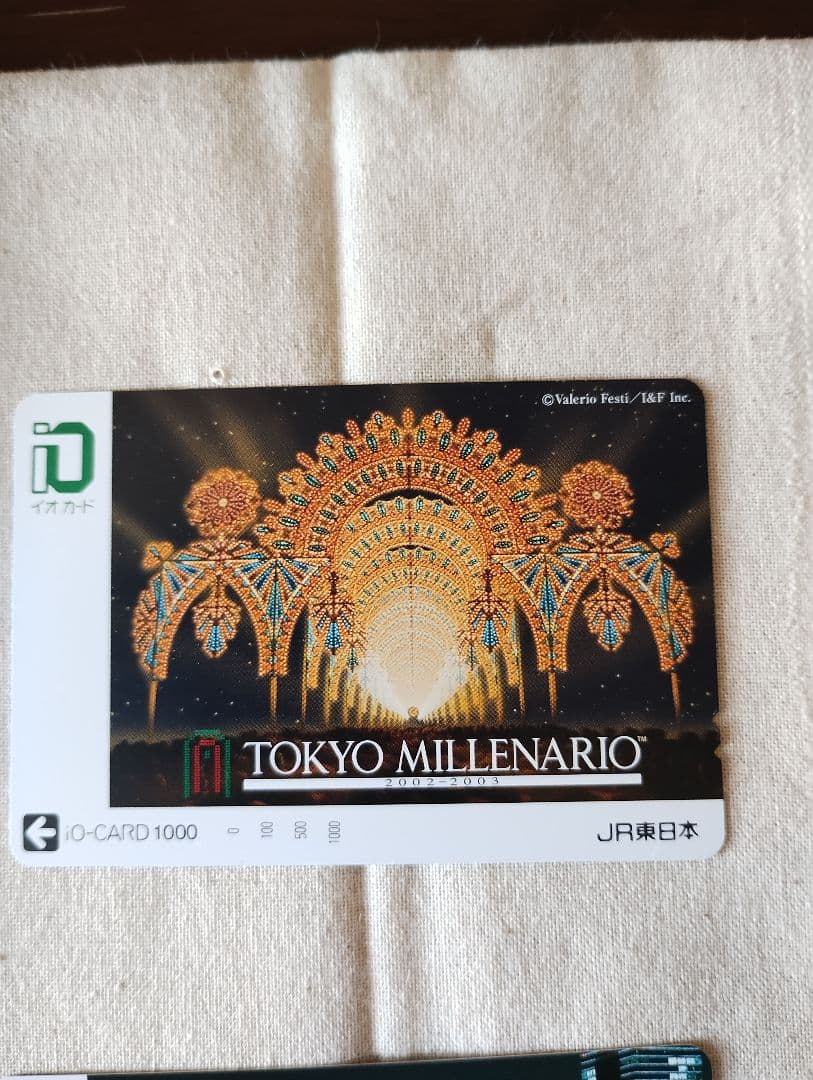 ©Valerio Festi/I&F Inc.
iO
イオカード
TOKYO MILLENARIO™
2002-2003
iO-CARD 1000
0 100 500 1000
JR東日本